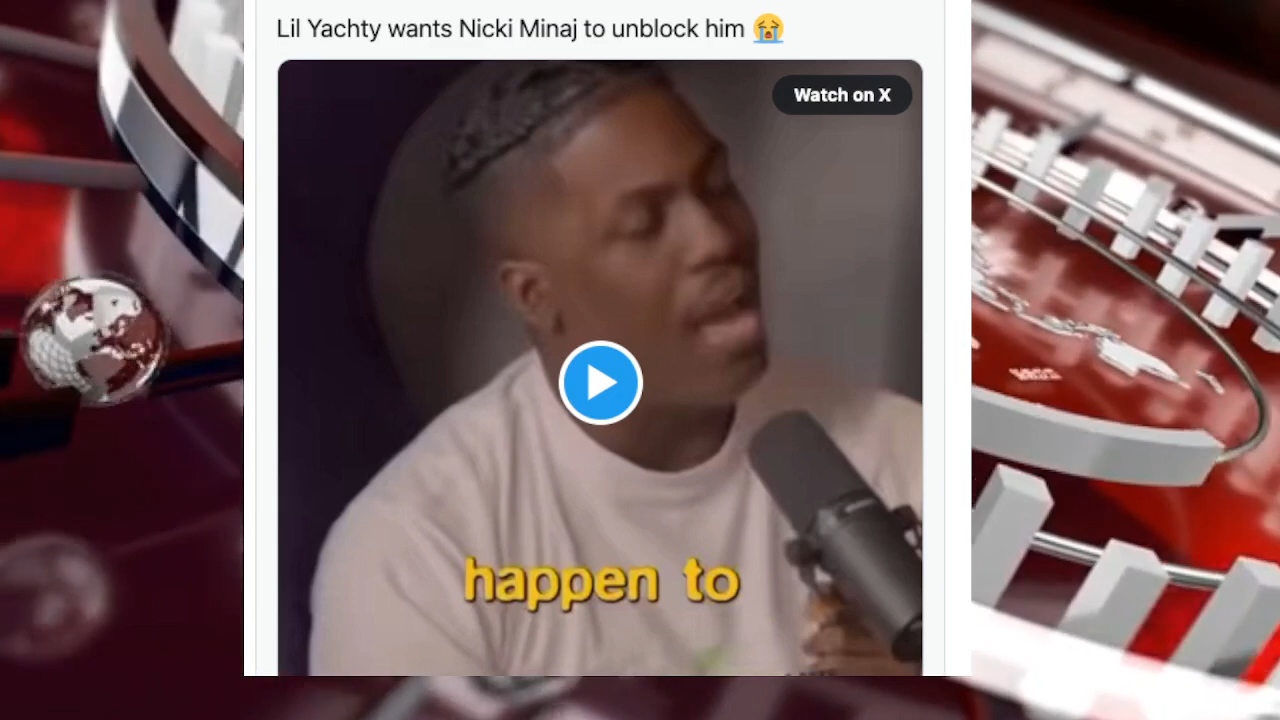 Lil Yachty wants Nicki Minaj to unblock him 😭
Watch on X
happen to